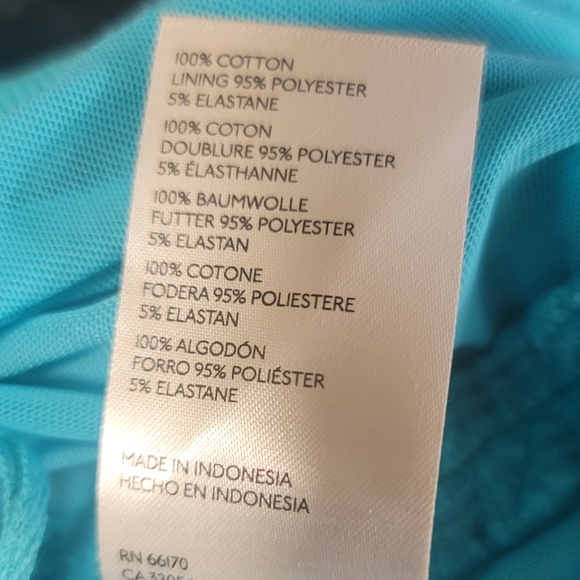 100% COTTON
LINING 95% POLYESTER
5% ELASTANE
100% COTON
DOUBLURE 95% POLYESTER
5% ÉLASTHANNE
100% BAUMWOLLE
FUTTER 95% POLYESTER
5% ELASTAN
100% COTONE
FODERA 95% POLIESTERE
5% ELASTAN
100% ALGODÓN
FORRO 95% POLIÉSTER
5% ELASTANE
MADE IN INDONESIA
HECHO EN INDONESIA
RN 66170